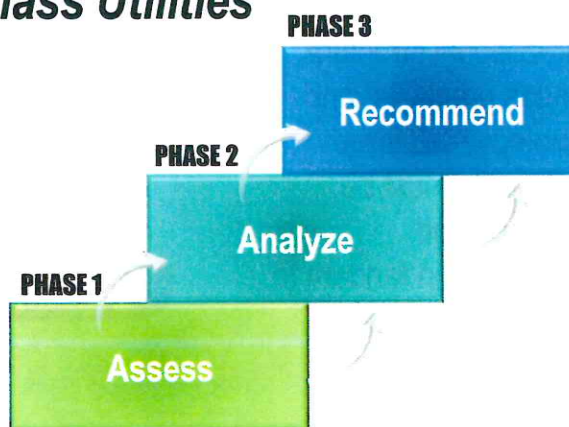 lass Utilities
PHASE 3
Recommend
PHASE 2
Analyze
PHASE 1
Assess